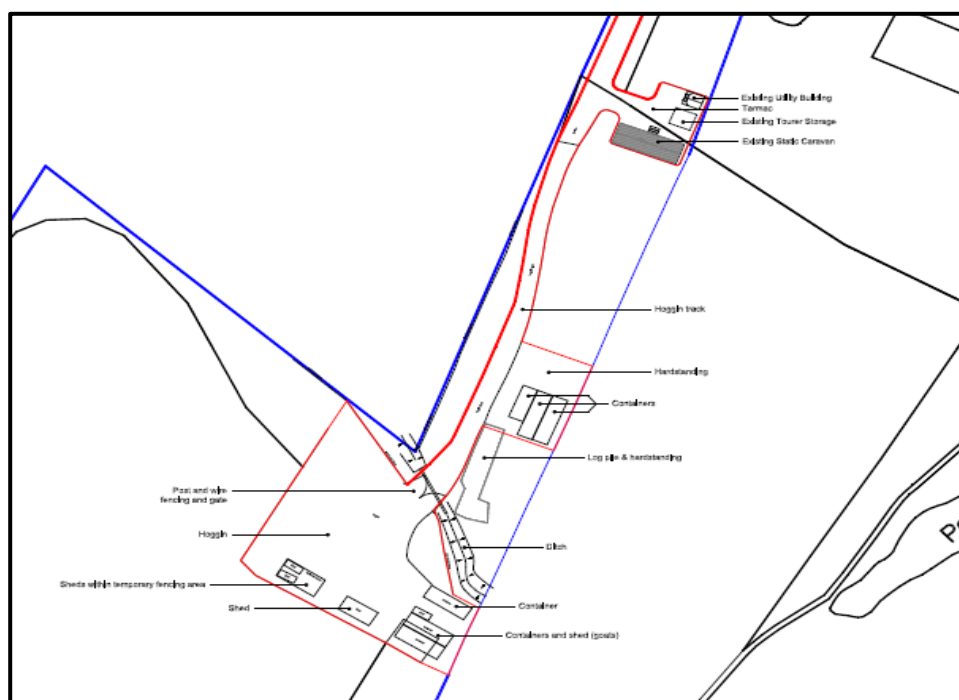 Existing Utility Building
Tarmac
Existing Tourer Storage
Existing Static Caravan
Hoggin track
Hardstanding
Containers
Log pile & hardstanding
Post and wire
fencing and gate
Hoggin
Ditch
Sheds within temporary fencing area
Shed
Container
Containers and shed (goats)